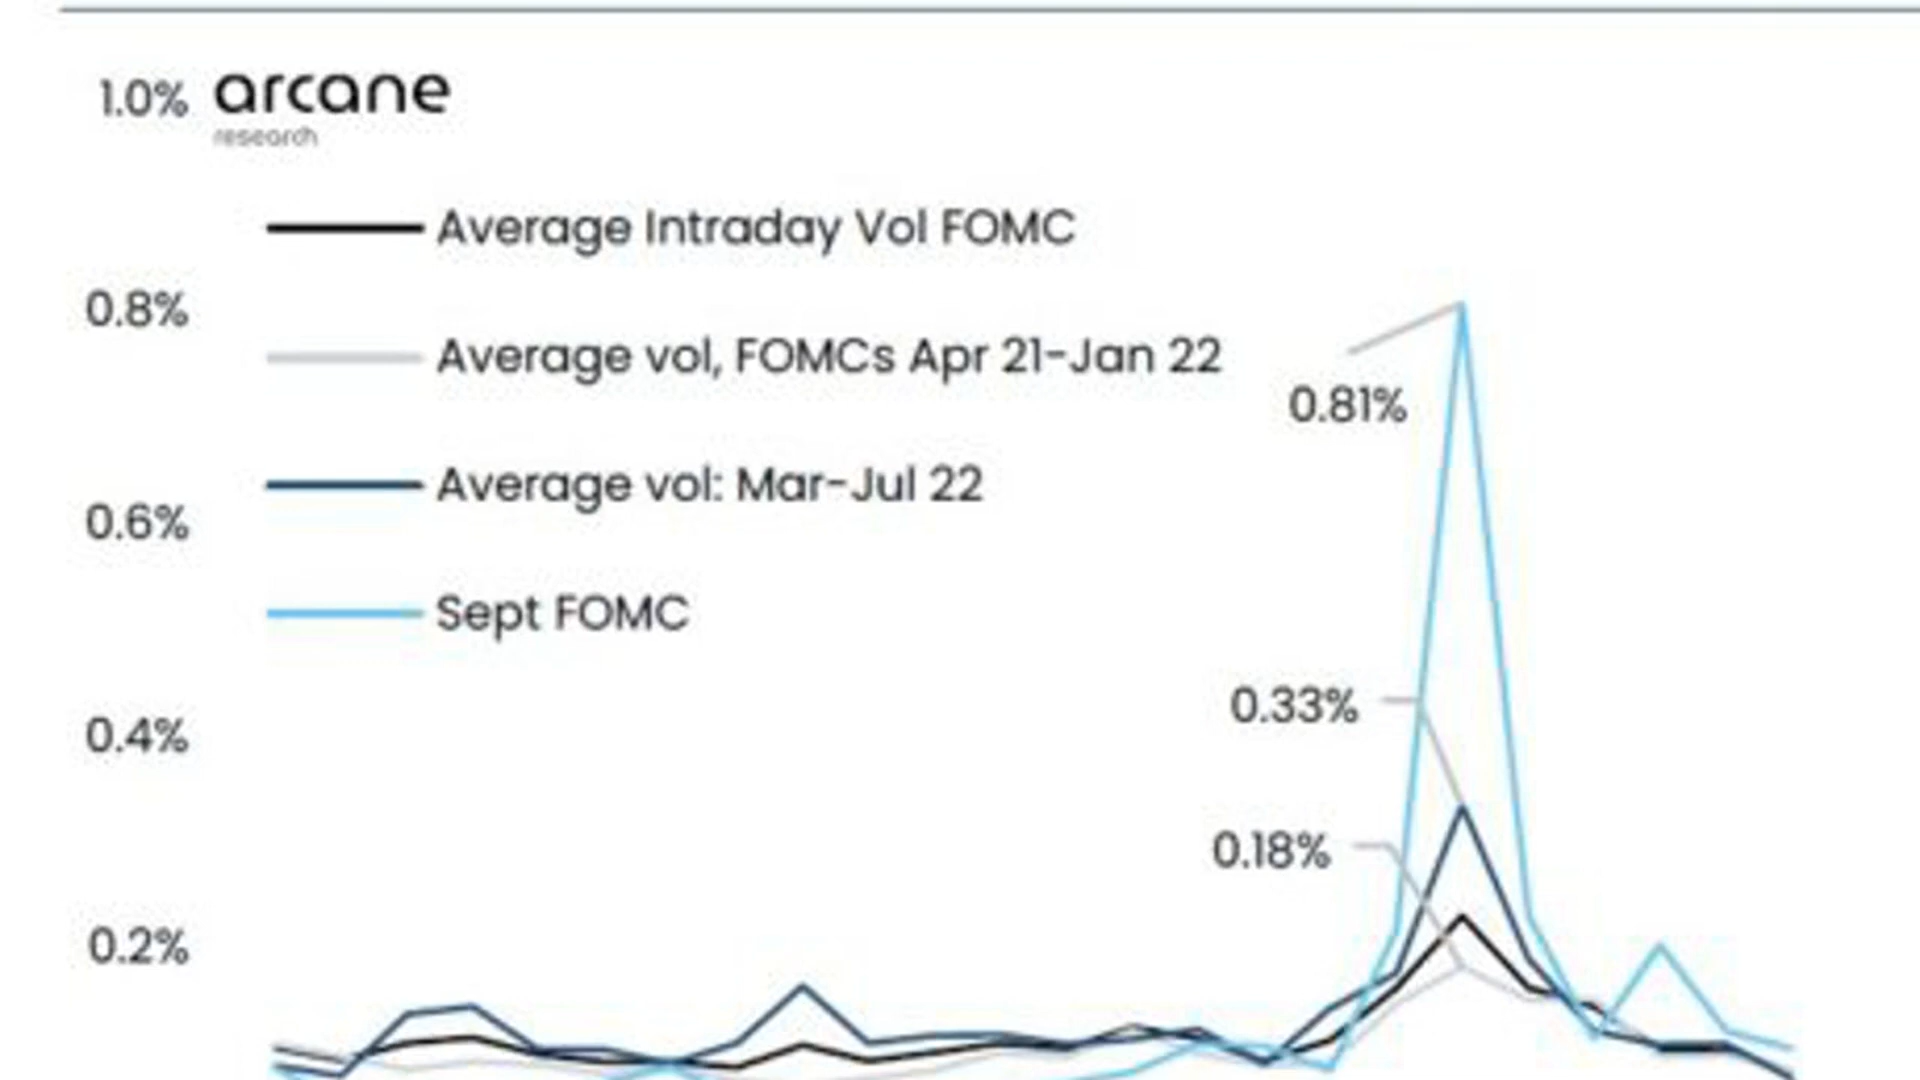 1.0%
arcane
research
Average Intraday Vol FOMC
0.8%
Average vol, FOMCs Apr 21-Jan 22
0.81%
Average vol: Mar-Jul 22
0.6%
Sept FOMC
0.33%
0.4%
0.18%
0.2%